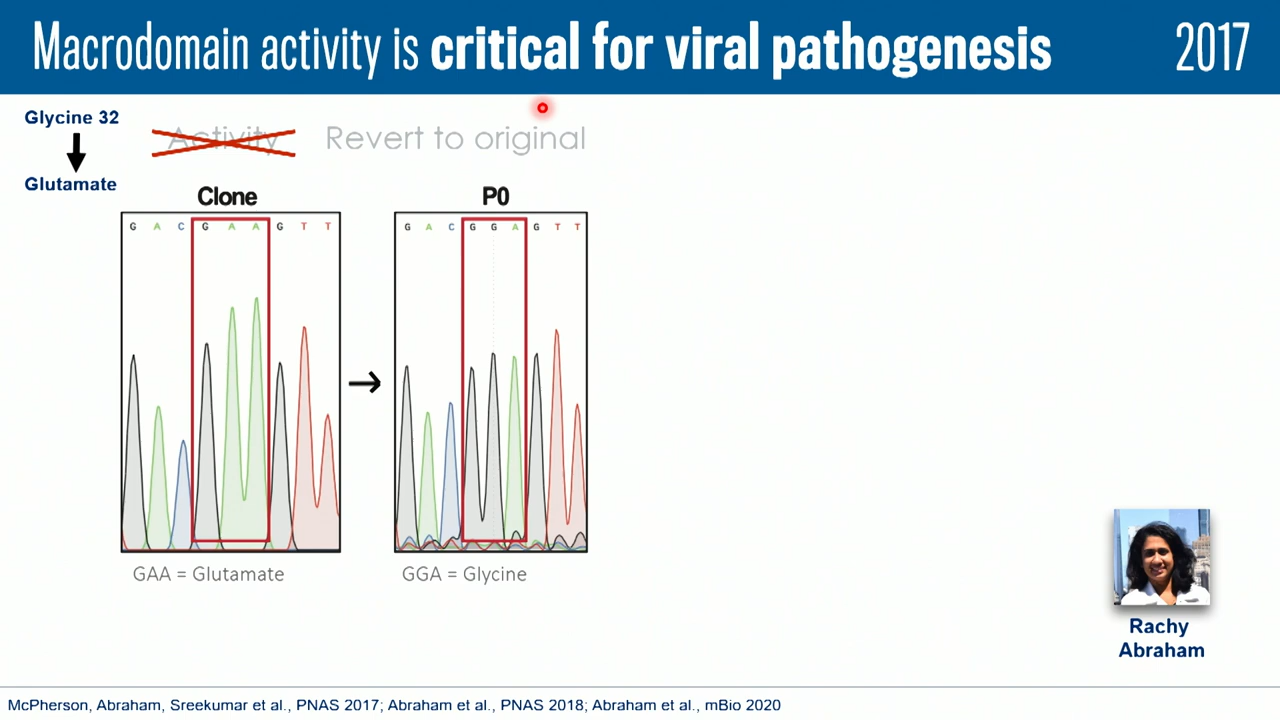 Macrodomain activity is critical for viral pathogenesis 2017
Glycine 32
Glutamate
Activity Revert to original
Clone
P0
G A C G A A G T T
G A C G G A G T T
GAA = Glutamate
GGA = Glycine
Rachy
Abraham
McPherson, Abraham, Sreekumar et al., PNAS 2017; Abraham et al., PNAS 2018; Abraham et al., mBio 2020